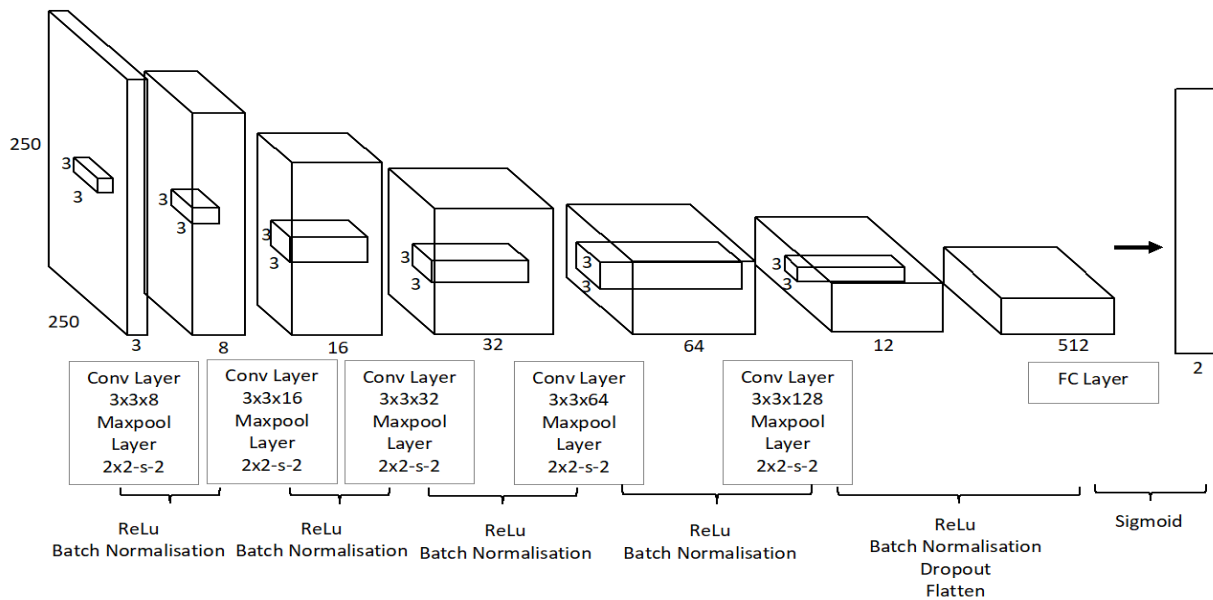 250
3
3
250
3
3
3
8
3
3
16
3
3
32
3
3
64
3
3
12
512
2
Conv Layer
3x3x8
Maxpool
Layer
2x2-s-2
Conv Layer
3x3x16
Maxpool
Layer
2x2-s-2
Conv Layer
3x3x32
Maxpool
Layer
2x2-s-2
Conv Layer
3x3x64
Maxpool
Layer
2x2-s-2
Conv Layer
3x3x128
Maxpool
Layer
2x2-s-2
FC Layer
ReLu
Batch Normalisation
ReLu
Batch Normalisation
ReLu
Batch Normalisation
ReLu
Batch Normalisation
ReLu
Batch Normalisation
Dropout
Flatten
Sigmoid